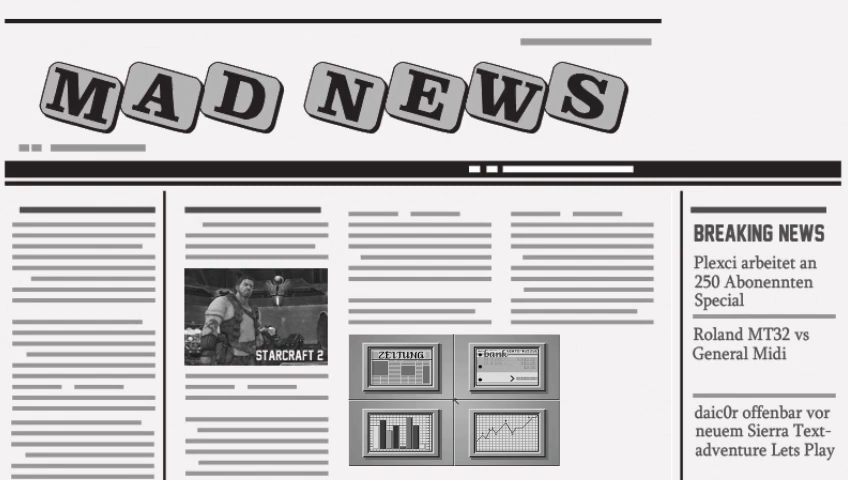 MAD NEWS
STARCRAFT 2
ZEITUNG
bank
BREAKING NEWS
Plexci arbeitet an
250 Abonennten
Special
Roland MT32 vs
General Midi
daic0r offenbar vor
neuem Sierra Text-
adventure Lets Play